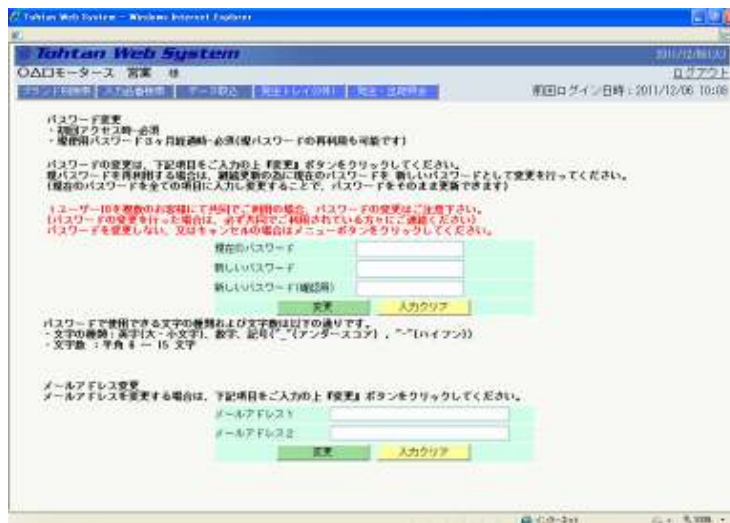 Tohtan Web System - Windows Internet Explorer
Tohtan Web System
〇△□モータース 営業 様
ログアウト
前回ログイン日時：2011/12/06 10:06
パスワード変更
・初回アクセス時-必須
・現使用パスワード3ヶ月経過時-必須(現パスワードの再利用も可能です)
パスワードの変更は、下記項目をご入力の上『変更』ボタンをクリックしてください。
現パスワードを再利用する場合は、継続更新の為に現在のパスワードを 新しいパスワードとして変更を行ってください。
(現在のパスワードを全ての項目に入力し変更することで、パスワードをそのまま更新できます)
1ユーザーIDを複数のお客様にて共同でご利用の場合、パスワードの変更はご注意下さい。
(パスワードの変更を行った場合は、必ず共同でご利用されている方々にご連絡ください)
パスワードを変更しない、又はキャンセルの場合はメニューボタンをクリックしてください。
現在のパスワード
新しいパスワード
新しいパスワード(確認用)
変更 入力クリア
パスワードで使用できる文字の種類および文字数は以下の通りです。
・文字の種類：英字(大・小文字)、数字、記号("_"(アンダースコア) , "-"(ハイフン))
・文字数 ：半角 6 ー 15 文字
メールアドレス変更
メールアドレスを変更する場合は、下記項目をご入力の上『変更』ボタンをクリックしてください。
メールアドレス1
メールアドレス2
変更 入力クリア
インターネット